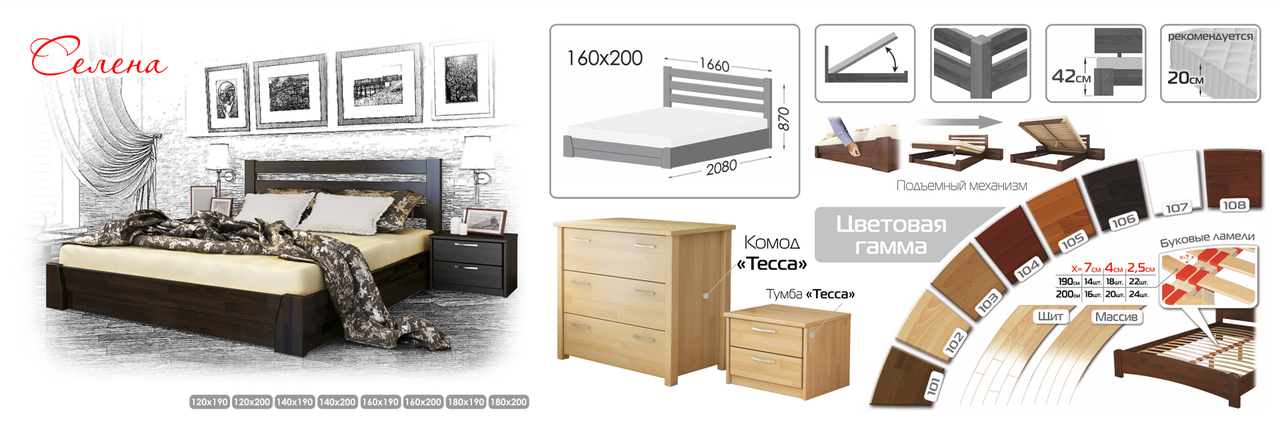 Селена
120x190 120x200 140x190 140x200 160x190 160x200 180x190 180x200
160x200
1660
870
2080
42см
рекомендуется
20см
Подъемный механизм
Комод
«Тесса»
Тумба «Тесса»
Цветовая
гамма
101
102
103
104
105
106
107
108
Буковые ламели
x=?
X= 7см 4см 2,5см
190см 14шт. 18шт. 22шт.
200см 16шт. 20шт. 24шт.
Щит
Массив